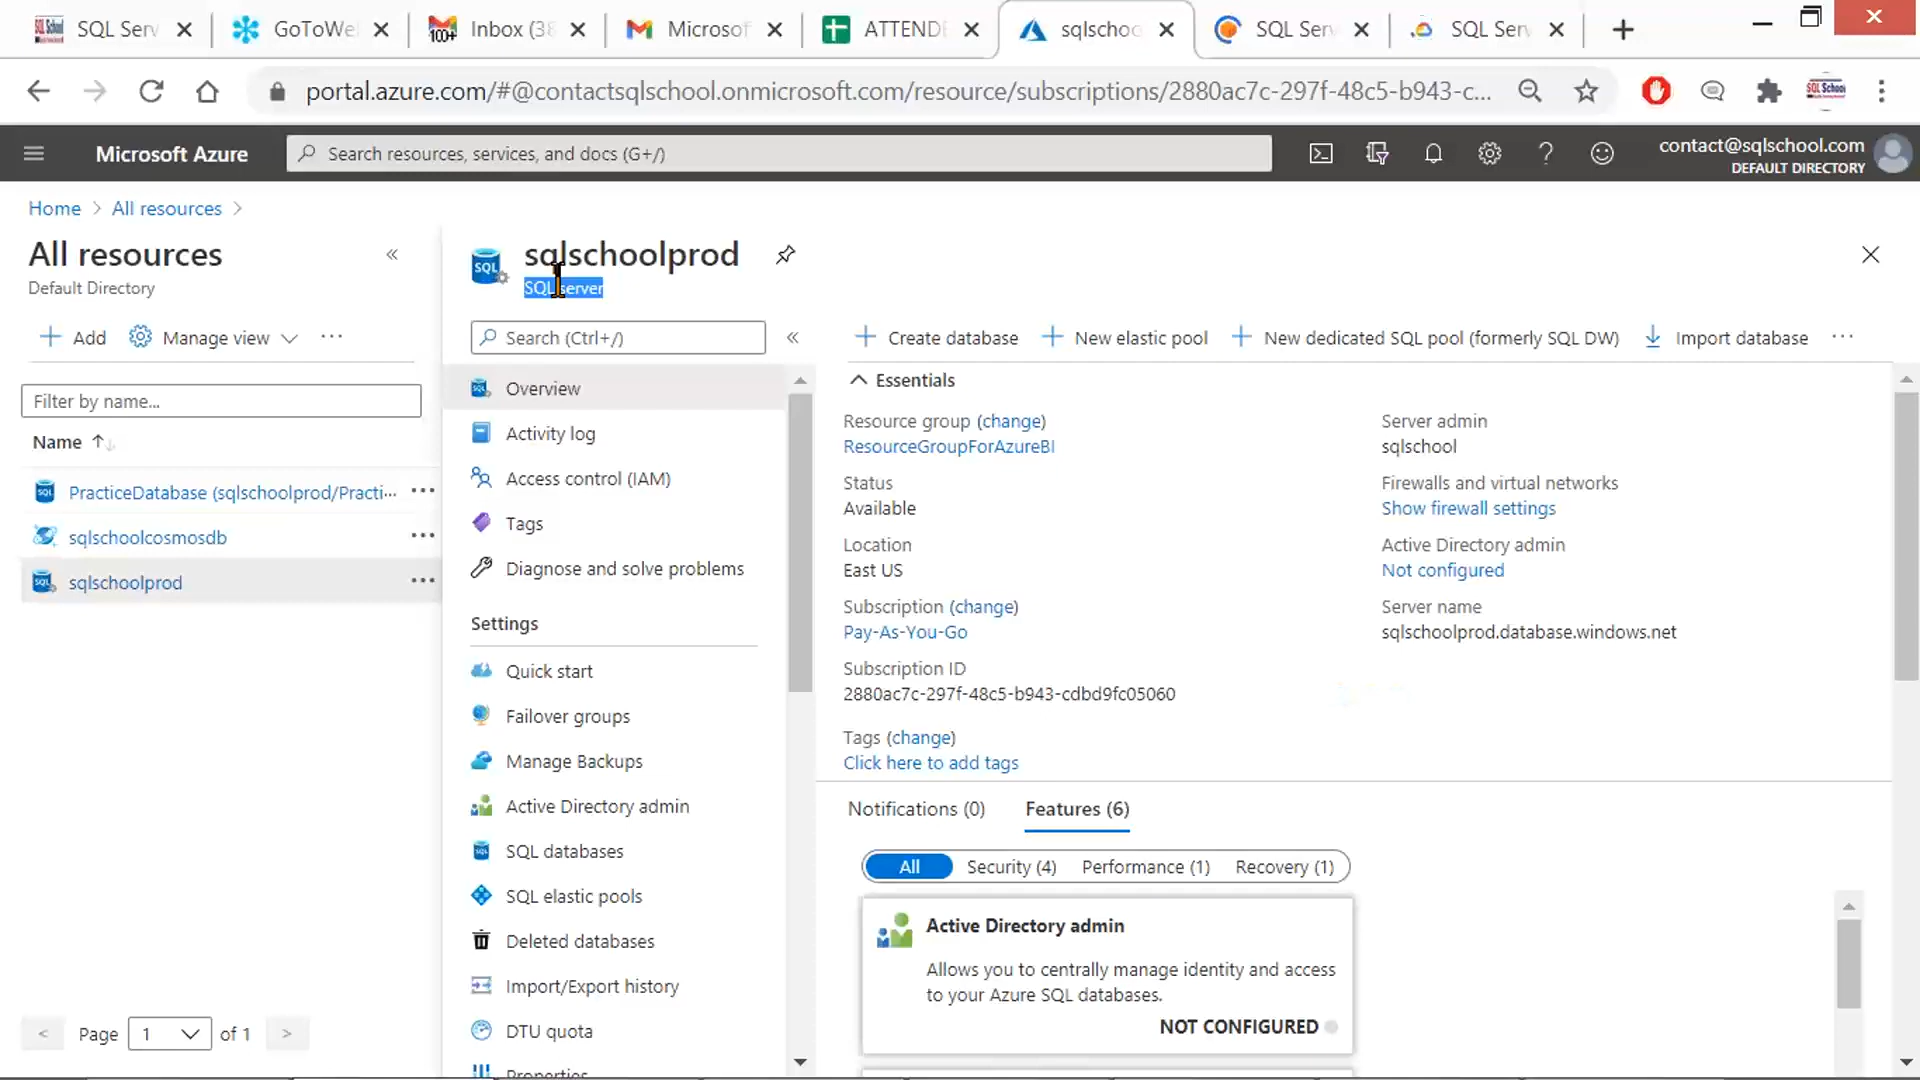 SQL Serv
GoToWe
100+
Inbox (38
Microsof
ATTENDE
sqlschoo
SQL Serv
SQL Serv
portal.azure.com/#@contactsqlschool.onmicrosoft.com/resource/subscriptions/2880ac7c-297f-48c5-b943-c...
SQL School
Microsoft Azure
Search resources, services, and docs (G+/)
contact@sqlschool.com
DEFAULT DIRECTORY
Home > All resources >
All resources
Default Directory
Add
Manage view
Filter by name...
Name
PracticeDatabase (sqlschoolprod/Practi...
sqlschoolcosmosdb
sqlschoolprod
Page 1 of 1
SQL
sqlschoolprod
SQL server
Search (Ctrl+/)
Overview
Activity log
Access control (IAM)
Tags
Diagnose and solve problems
Settings
Quick start
Failover groups
Manage Backups
Active Directory admin
SQL databases
SQL elastic pools
Deleted databases
Import/Export history
DTU quota
Properties
Create database
New elastic pool
New dedicated SQL pool (formerly SQL DW)
Import database
Essentials
Resource group (change)
ResourceGroupForAzureBI
Status
Available
Location
East US
Subscription (change)
Pay-As-You-Go
Subscription ID
2880ac7c-297f-48c5-b943-cdbd9fc05060
Tags (change)
Click here to add tags
Server admin
sqlschool
Firewalls and virtual networks
Show firewall settings
Active Directory admin
Not configured
Server name
sqlschoolprod.database.windows.net
Notifications (0)
Features (6)
All
Security (4)
Performance (1)
Recovery (1)
Active Directory admin
Allows you to centrally manage identity and access
to your Azure SQL databases.
NOT CONFIGURED